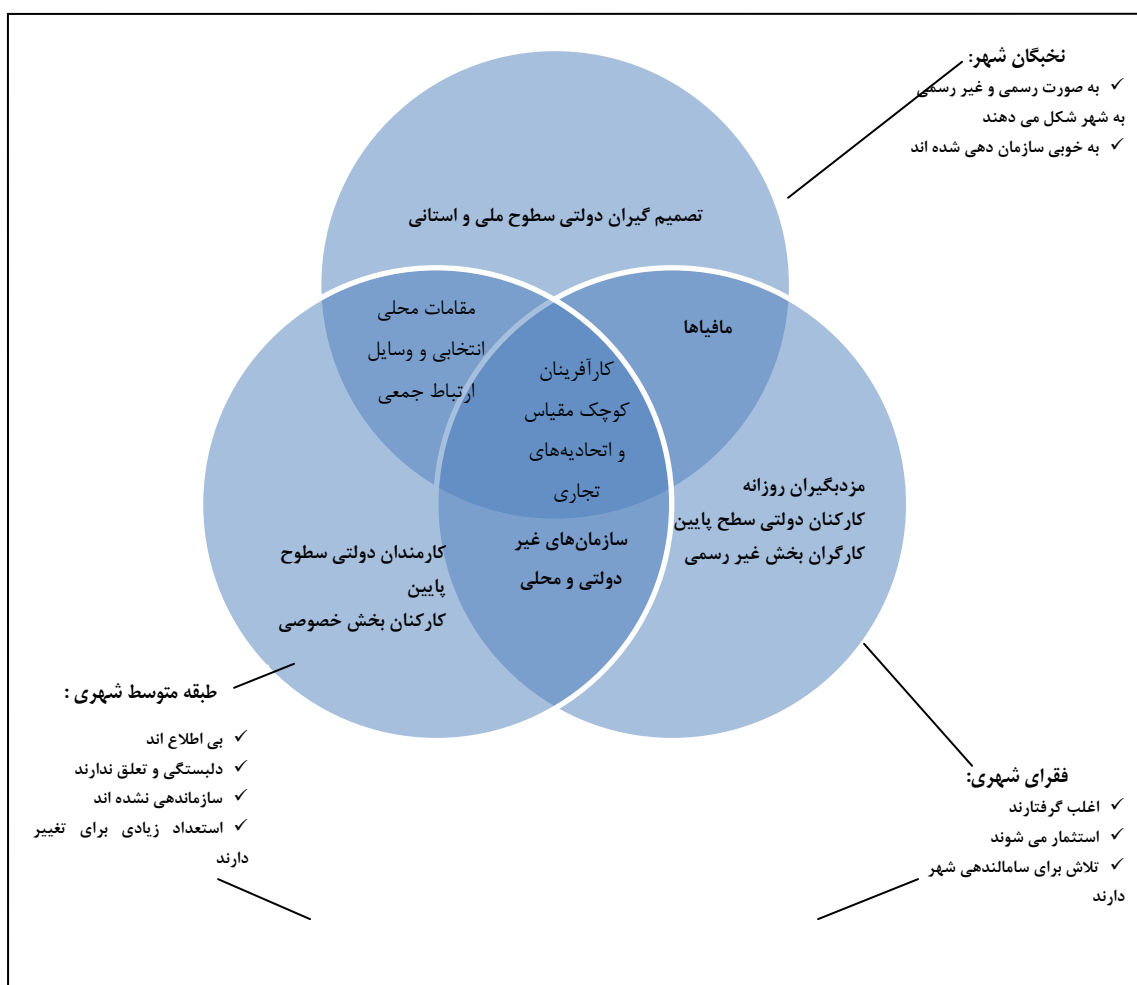 نخبگان شهر:
✓ به صورت رسمی و غیر رسمی
به شهر شکل می دهند
✓ به خوبی سازمان دهی شده اند
تصمیم گیران دولتی سطوح ملی و استانی
مقامات محلی
انتخابی و وسایل
ارتباط جمعی
مافیاها
کارآفرینان
کوچک مقیاس
و اتحادیه‌های
تجاری
سازمان‌های غیر
دولتی و محلی
مزدبگیران روزانه
کارکنان دولتی سطح پایین
کارگران بخش غیر رسمی
کارمندان دولتی سطوح
پایین
کارکنان بخش خصوصی
طبقه متوسط شهری :
✓ بی اطلاع اند
✓ دلبستگی و تعلق ندارند
✓ سازماندهی نشده اند
✓ استعداد زیادی برای تغییر
دارند
فقرای شهری:
✓ اغلب گرفتارند
✓ استثمار می شوند
✓ تلاش برای سامالندهی شهر
دارند